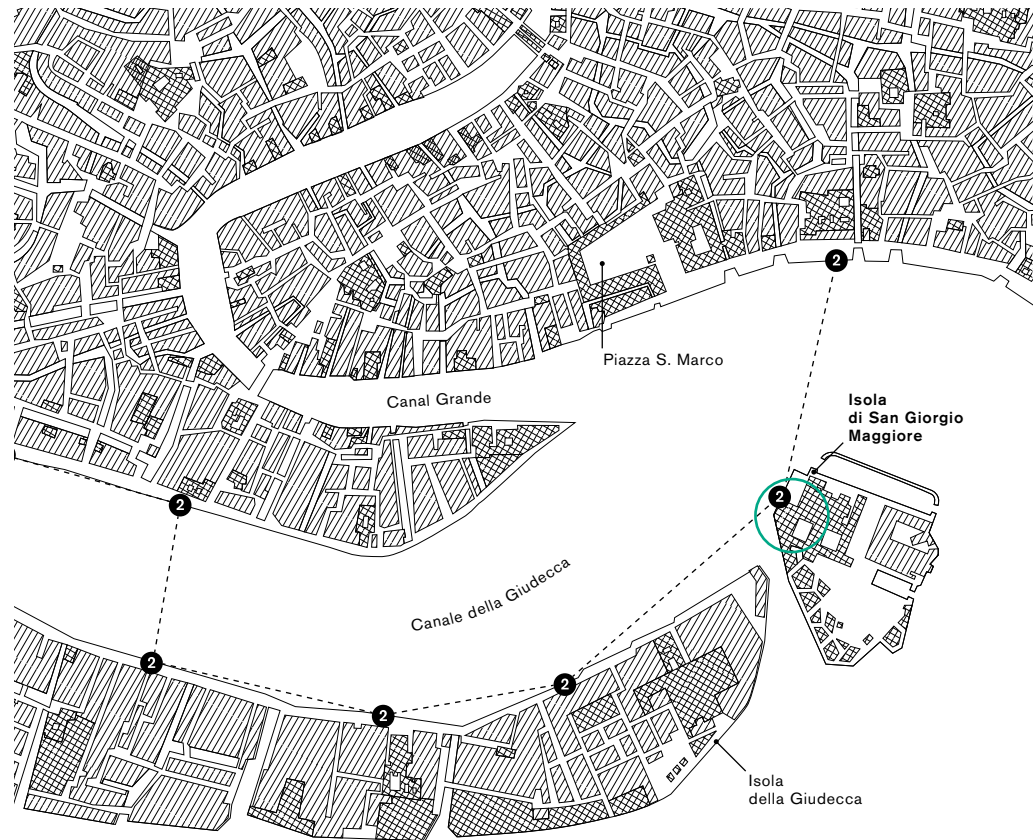 2
Piazza S. Marco
Canal Grande
Isola
di San Giorgio
Maggiore
2
2
Canale della Giudecca
2
2
2
Isola
della Giudecca